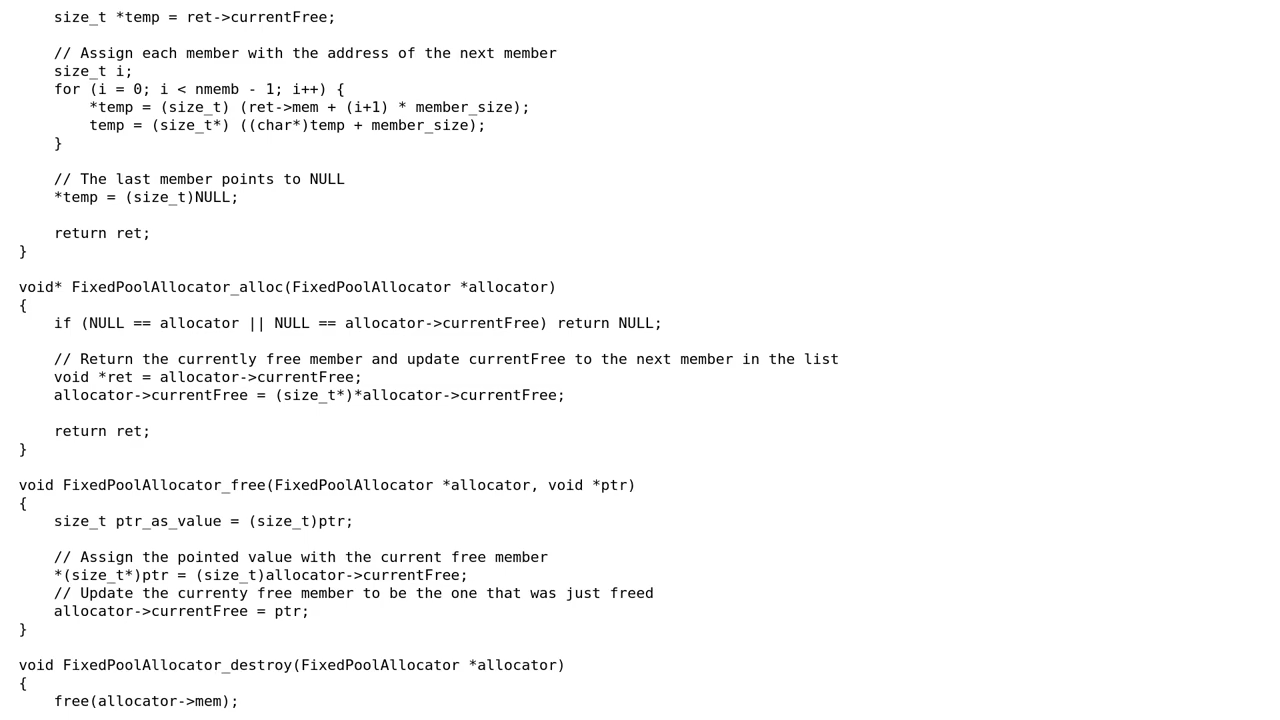 size_t *temp = ret->currentFree;
// Assign each member with the address of the next member
size_t i;
for (i = 0; i < nmemb - 1; i++) {
*temp = (size_t) (ret->mem + (i+1) * member_size);
temp = (size_t*) ((char*)temp + member_size);
}
// The last member points to NULL
*temp = (size_t)NULL;
return ret;
}
void* FixedPoolAllocator_alloc(FixedPoolAllocator *allocator)
{
if (NULL == allocator || NULL == allocator->currentFree) return NULL;
// Return the currently free member and update currentFree to the next member in the list
void *ret = allocator->currentFree;
allocator->currentFree = (size_t*)*allocator->currentFree;
return ret;
}
void FixedPoolAllocator_free(FixedPoolAllocator *allocator, void *ptr)
{
size_t ptr_as_value = (size_t)ptr;
// Assign the pointed value with the current free member
*(size_t*)ptr = (size_t)allocator->currentFree;
// Update the currenty free member to be the one that was just freed
allocator->currentFree = ptr;
}
void FixedPoolAllocator_destroy(FixedPoolAllocator *allocator)
{
free(allocator->mem);